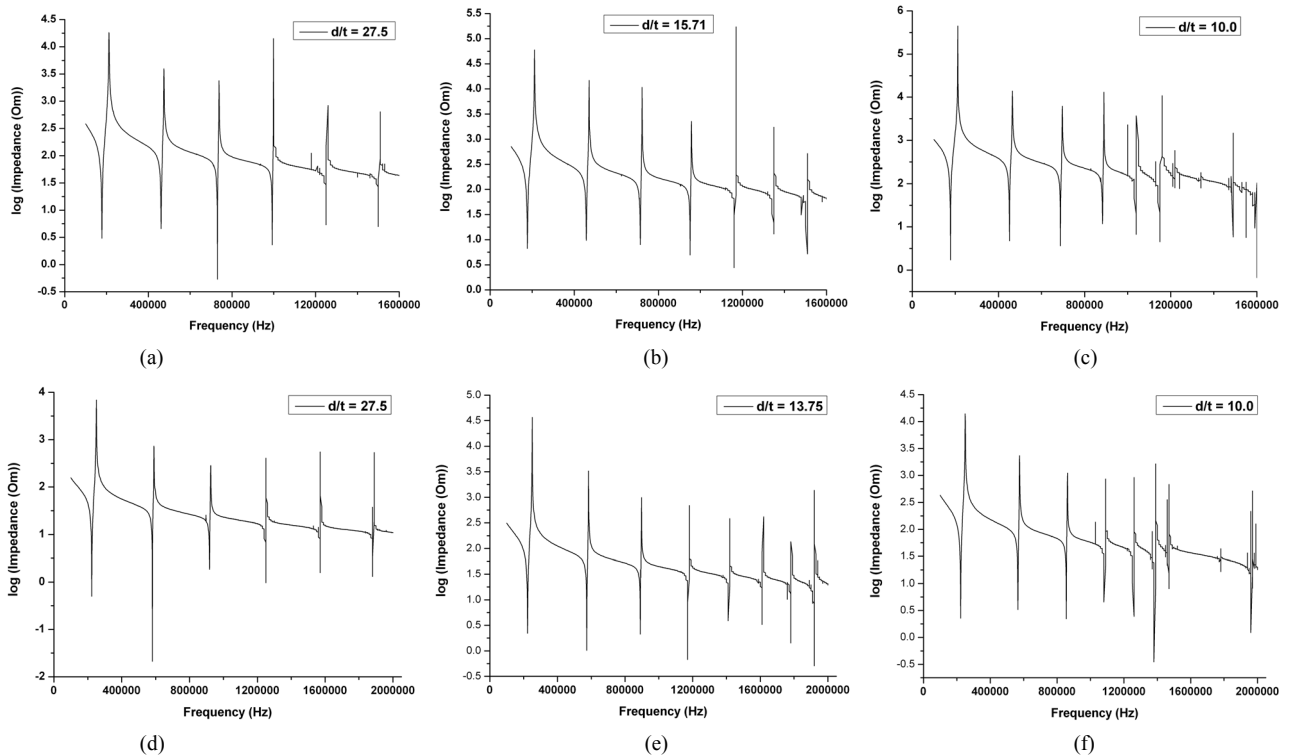 d/t = 27.5
4.5
4.0
3.5
3.0
2.5
2.0
1.5
1.0
0.5
0.0
-0.5
0 400000 800000 1200000 1600000
log (Impedance (Om))
Frequency (Hz)
(a)
d/t = 15.71
5.5
5.0
4.5
4.0
3.5
3.0
2.5
2.0
1.5
1.0
0.5
0.0
0 400000 800000 1200000 1600000
log (Impedance (Om))
Frequency (Hz)
(b)
d/t = 10.0
6
5
4
3
2
1
0
0 400000 800000 1200000 1600000
log (Impedance (Om))
Frequency (Hz)
(c)
d/t = 27.5
4
3
2
1
0
-1
-2
0 400000 800000 1200000 1600000 2000000
log (Impedance (Om))
Frequency (Hz)
(d)
d/t = 13.75
5.0
4.5
4.0
3.5
3.0
2.5
2.0
1.5
1.0
0.5
0.0
-0.5
0 400000 800000 1200000 1600000 2000000
log (Impedance (Om))
Frequency (Hz)
(e)
d/t = 10.0
4.5
4.0
3.5
3.0
2.5
2.0
1.5
1.0
0.5
0.0
-0.5
0 400000 800000 1200000 1600000 2000000
log (Impedance (Om))
Frequency (Hz)
(f)